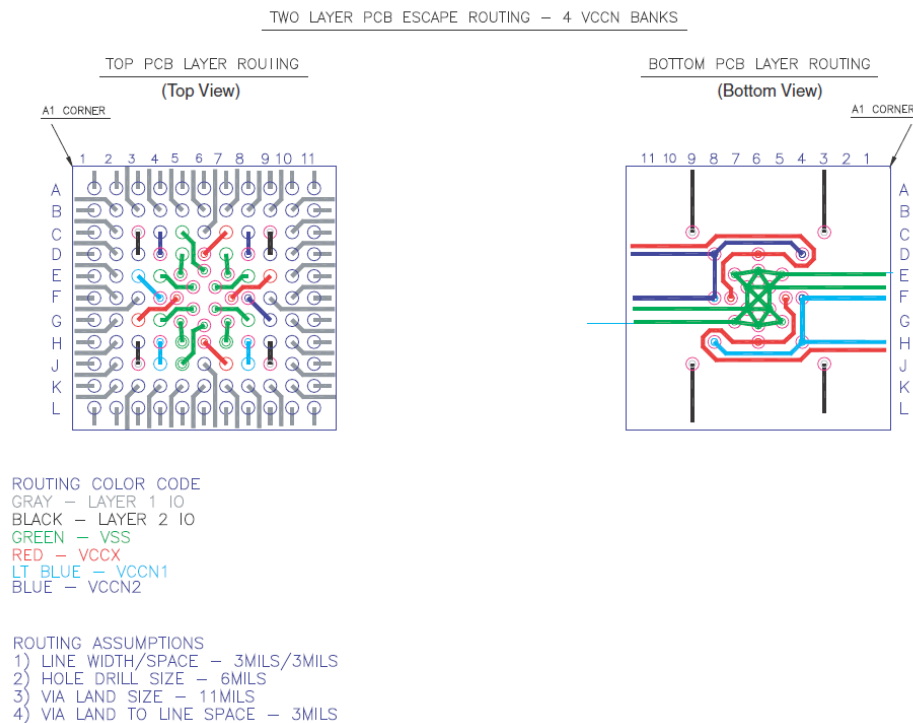 TWO LAYER PCB ESCAPE ROUTING – 4 VCCN BANKS
TOP PCB LAYER ROUIING
(Top View)
A1 CORNER
1 2 3 4 5 6 7 8 9 10 11
A
B
C
D
E
F
G
H
J
K
L
BOTTOM PCB LAYER ROUTING
(Bottom View)
A1 CORNER
11 10 9 8 7 6 5 4 3 2 1
A
B
C
D
E
F
G
H
J
K
L
ROUTING COLOR CODE
GRAY – LAYER 1 IO
BLACK – LAYER 2 IO
GREEN – VSS
RED – VCCX
LT BLUE – VCCN1
BLUE – VCCN2
ROUTING ASSUMPTIONS
1) LINE WIDTH/SPACE – 3MILS/3MILS
2) HOLE DRILL SIZE – 6MILS
3) VIA LAND SIZE – 11MILS
4) VIA LAND TO LINE SPACE – 3MILS